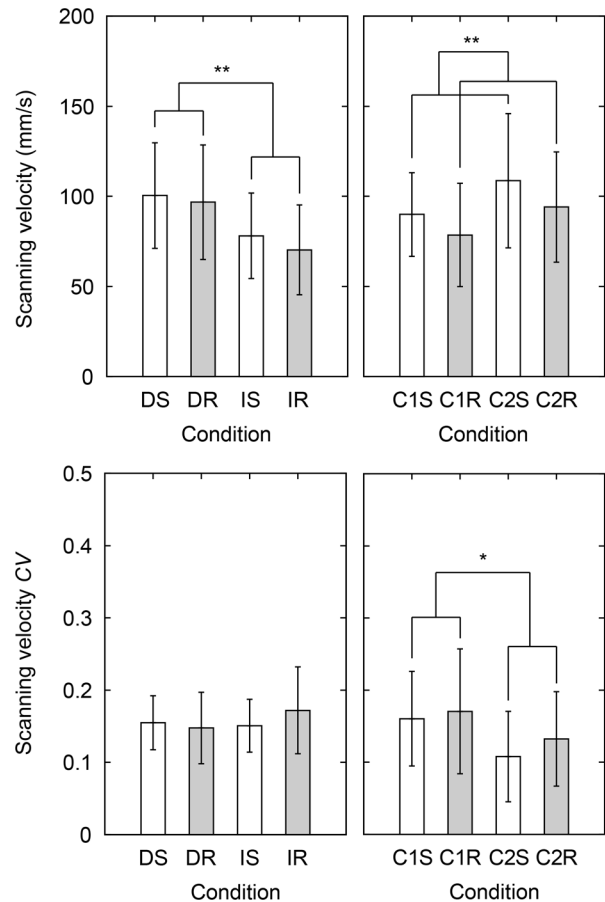 Scanning velocity (mm/s)
200
150
100
50
0
**
DS DR IS IR
Condition
**
C1S C1R C2S C2R
Condition
Scanning velocity CV
0.5
0.4
0.3
0.2
0.1
0
DS DR IS IR
Condition
*
C1S C1R C2S C2R
Condition